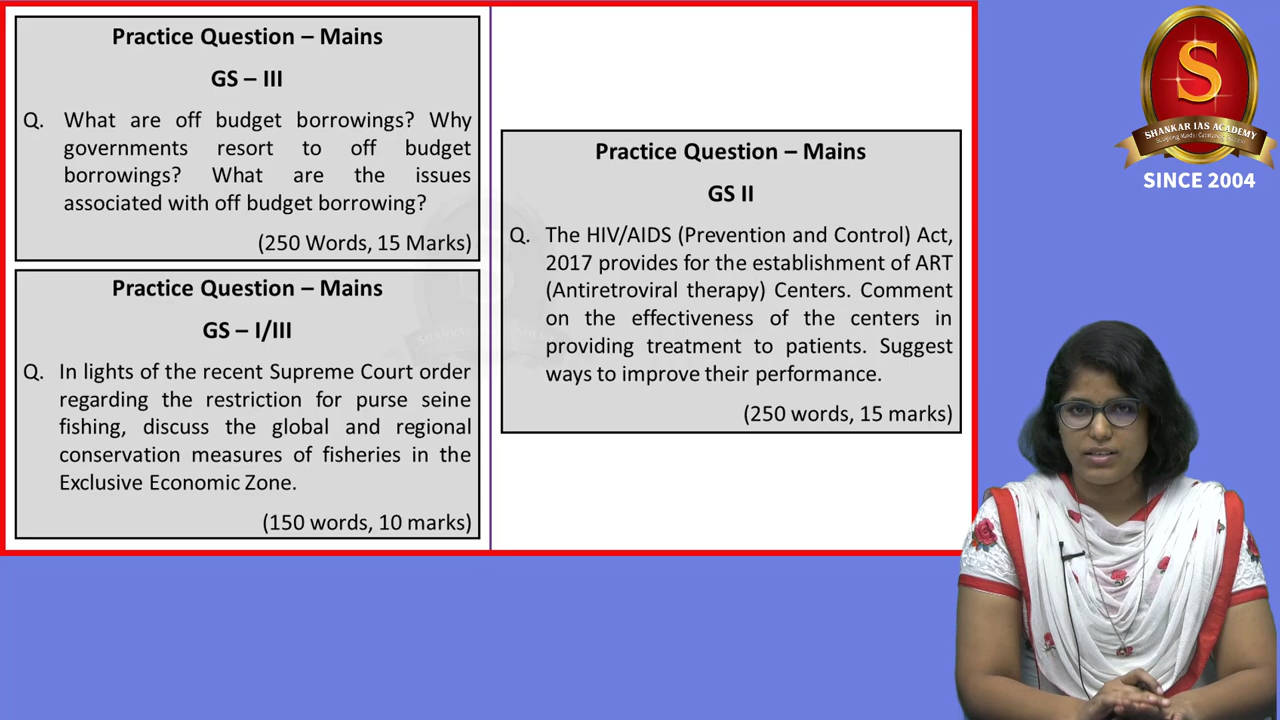 Practice Question – Mains
GS – III
Q. What are off budget borrowings? Why
governments resort to off budget
borrowings? What are the issues
associated with off budget borrowing?
(250 Words, 15 Marks)
Practice Question – Mains
GS – I/III
Q. In lights of the recent Supreme Court order
regarding the restriction for purse seine
fishing, discuss the global and regional
conservation measures of fisheries in the
Exclusive Economic Zone.
(150 words, 10 marks)
Practice Question – Mains
GS II
Q. The HIV/AIDS (Prevention and Control) Act,
2017 provides for the establishment of ART
(Antiretroviral therapy) Centers. Comment
on the effectiveness of the centers in
providing treatment to patients. Suggest
ways to improve their performance.
(250 words, 15 marks)
S
SHANKAR IAS ACADEMY
SINCE 2004